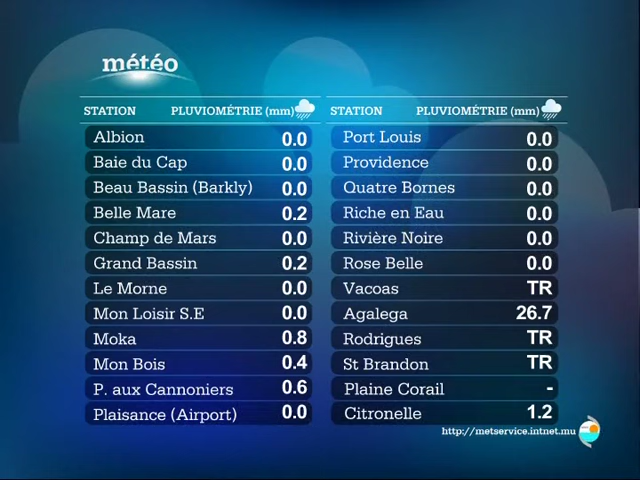 météo
STATION PLUVIOMÉTRIE (mm) STATION PLUVIOMÉTRIE (mm)
Albion 0.0 Port Louis 0.0
Baie du Cap 0.0 Providence 0.0
Beau Bassin (Barkly) 0.0 Quatre Bornes 0.0
Belle Mare 0.2 Riche en Eau 0.0
Champ de Mars 0.0 Rivière Noire 0.0
Grand Bassin 0.2 Rose Belle 0.0
Le Morne 0.0 Vacoas TR
Mon Loisir S.E 0.0 Agalega 26.7
Moka 0.8 Rodrigues TR
Mon Bois 0.4 St Brandon TR
P. aux Cannoniers 0.6 Plaine Corail -
Plaisance (Airport) 0.0 Citronelle 1.2
http://metservice.intnet.mu